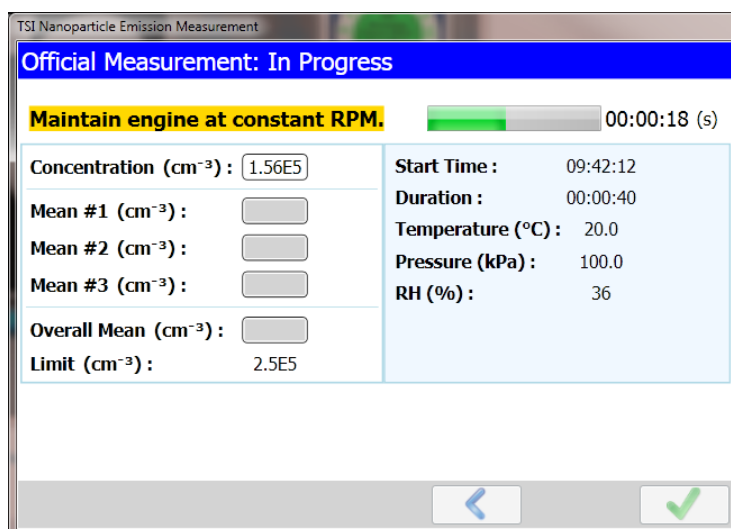 TSI Nanoparticle Emission Measurement
Official Measurement: In Progress
Maintain engine at constant RPM. 00:00:18 (s)
Concentration (cm⁻³) : 1.56E5
Mean #1 (cm⁻³) :
Mean #2 (cm⁻³) :
Mean #3 (cm⁻³) :
Overall Mean (cm⁻³) :
Limit (cm⁻³) : 2.5E5
Start Time : 09:42:12
Duration : 00:00:40
Temperature (°C) : 20.0
Pressure (kPa) : 100.0
RH (%) : 36